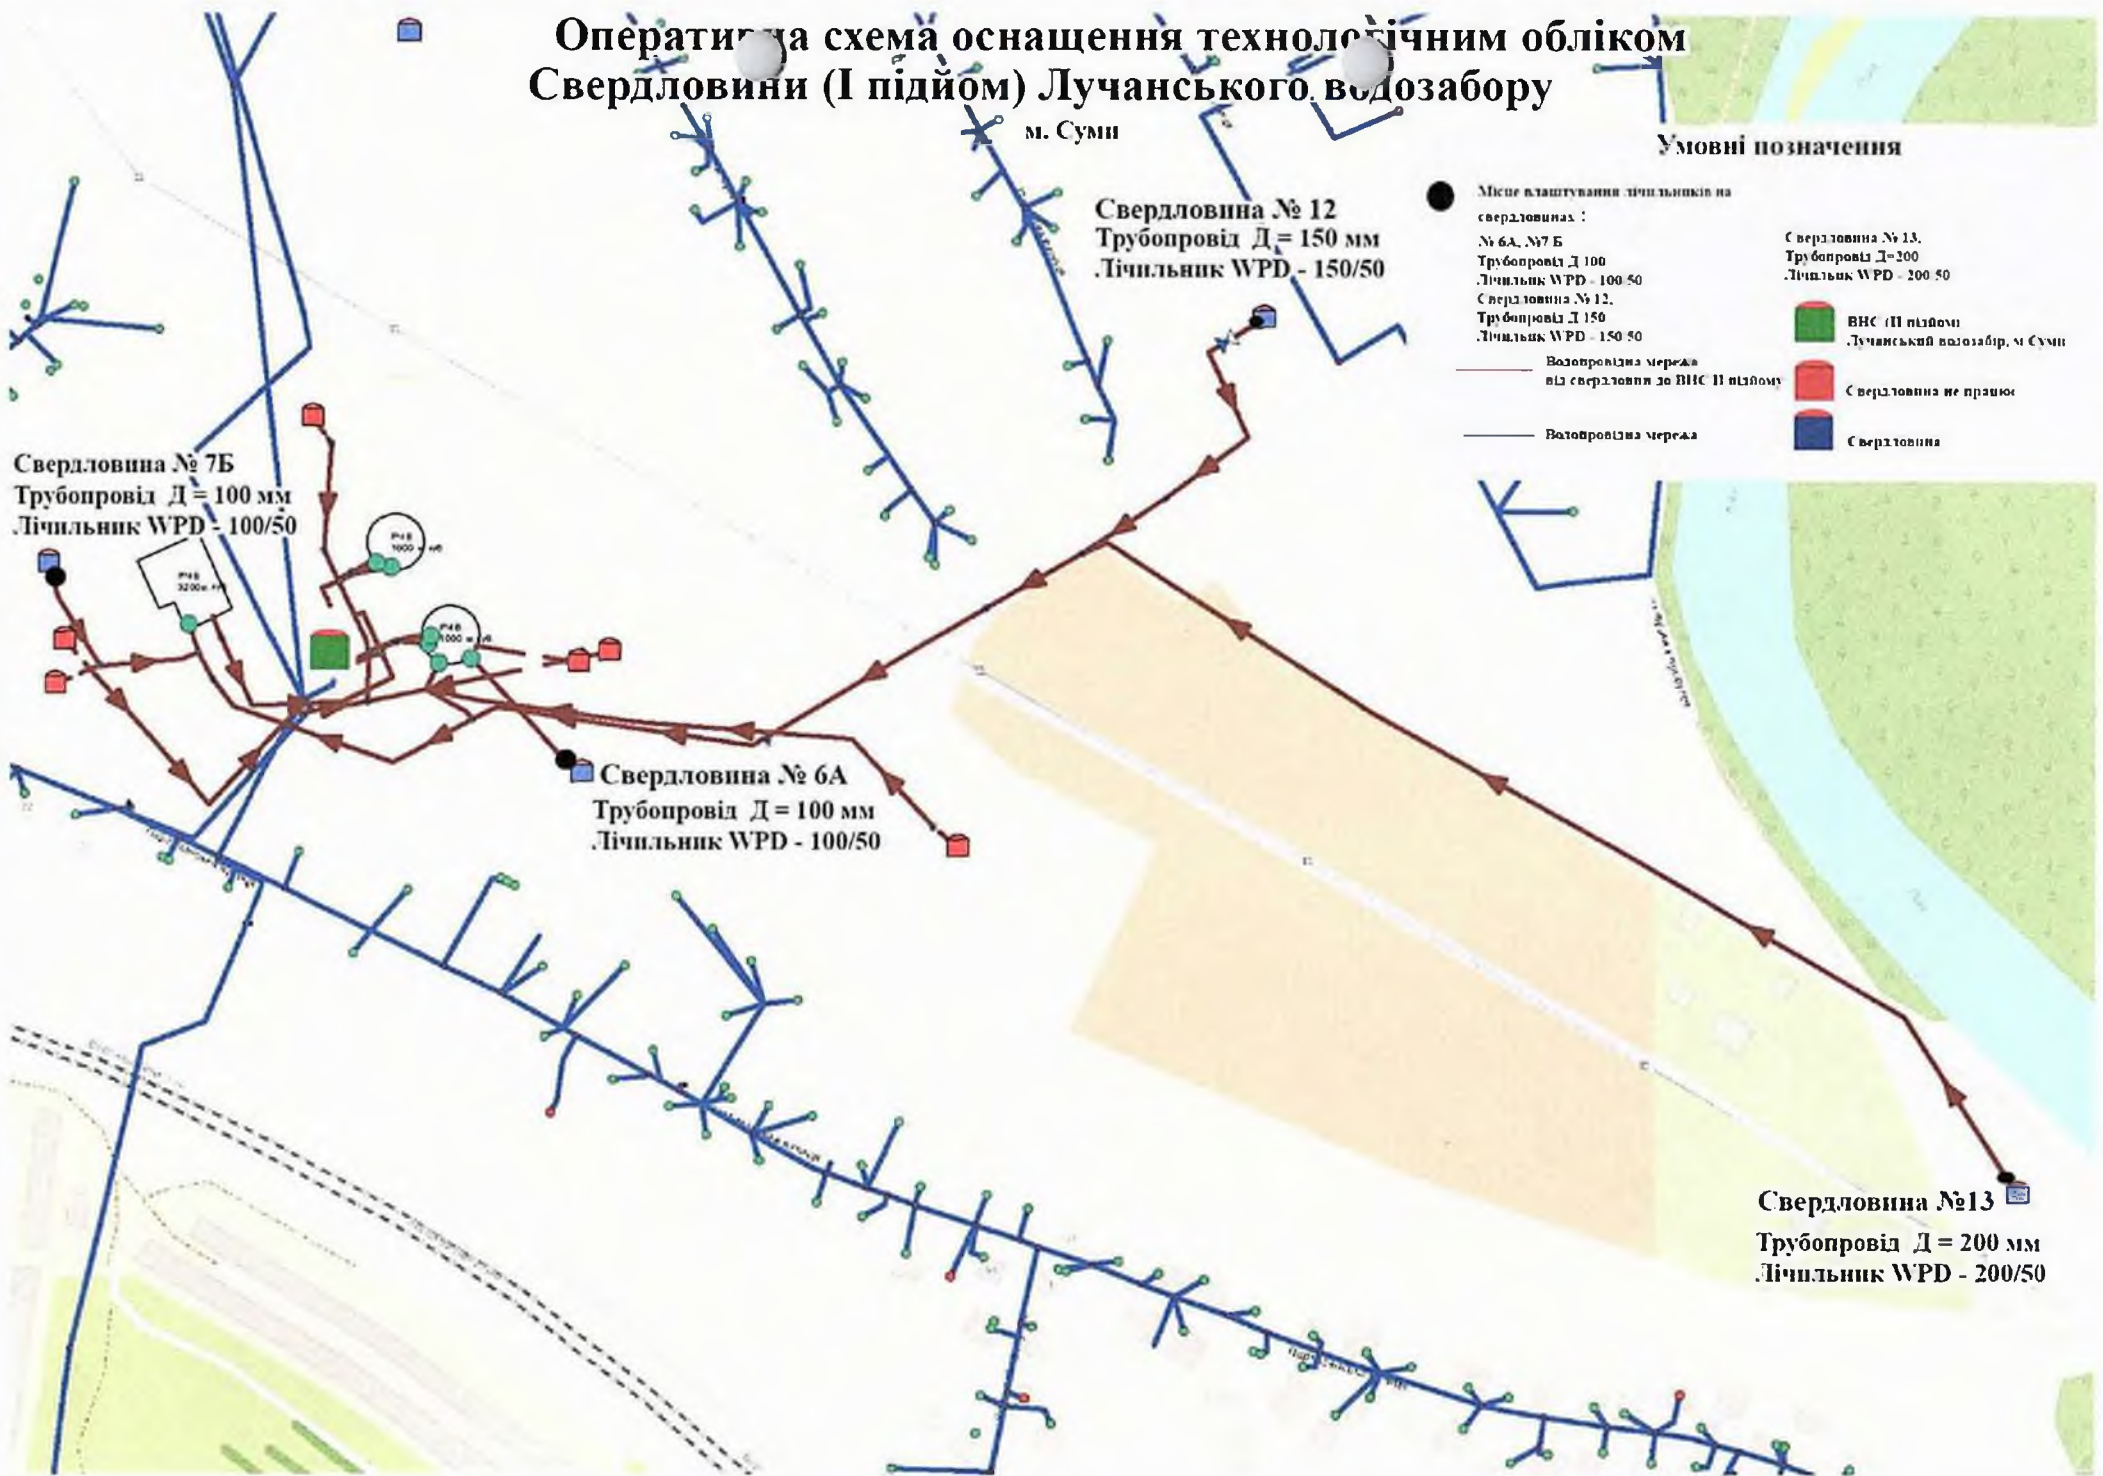 Оперативна схема оснащення технологічним обліком
Свердловини (І підйом) Лучанського водозабору
м. Суми
Умовні позначення
Місце влаштування лічильників на
свердловинах :
№ 6А, №7 Б
Трубопровід Д 100
Лічильник WPD - 100/50
Свердловина № 12,
Трубопровід Д 150
Лічильник WPD - 150/50
Свердловина № 13,
Трубопровід Д=200
Лічильник WPD - 200/50
Водопровідна мережа
від свердловин до ВНС ІІ підйому
Водопровідна мережа
ВНС (ІІ підйом)
Лучанський водозабір, м Суми
Свердловина не працює
Свердловина
Свердловина № 12
Трубопровід Д = 150 мм
Лічильник WPD - 150/50
Свердловина № 7Б
Трубопровід Д = 100 мм
Лічильник WPD - 100/50
РЧВ
РЧВ
РЧВ
Свердловина № 6А
Трубопровід Д = 100 мм
Лічильник WPD - 100/50
Свердловина №13
Трубопровід Д = 200 мм
Лічильник WPD - 200/50